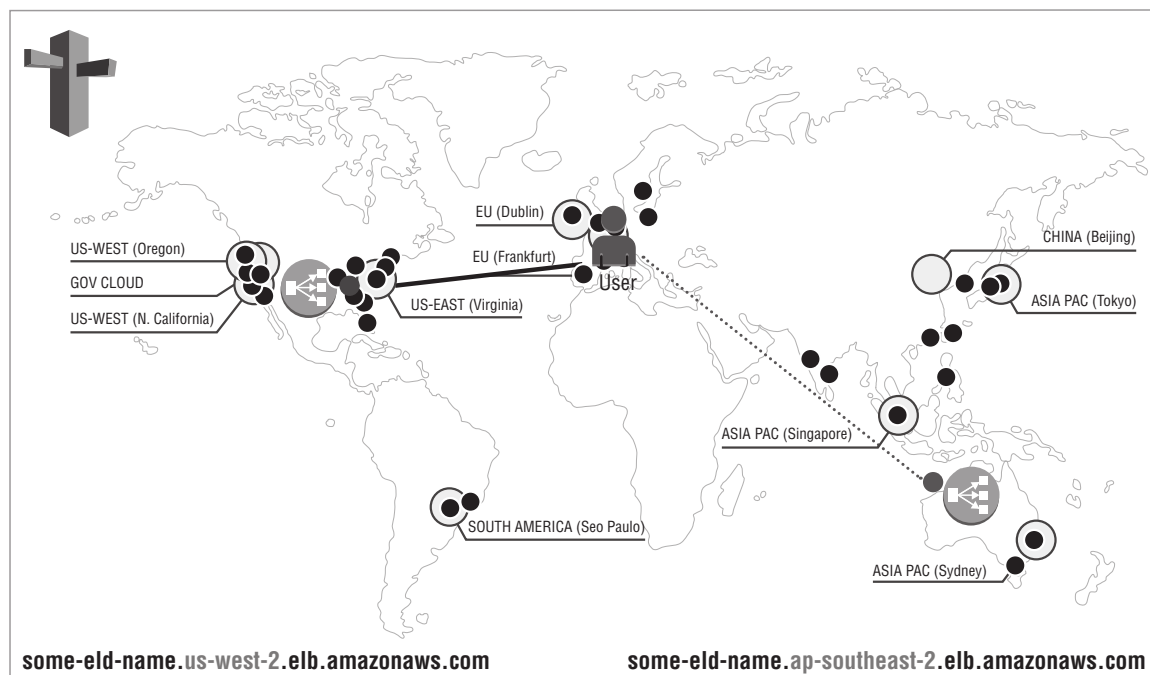 EU (Dublin)
US-WEST (Oregon)
CHINA (Beijing)
EU (Frankfurt)
GOV CLOUD
User
US-EAST (Virginia)
ASIA PAC (Tokyo)
US-WEST (N. California)
ASIA PAC (Singapore)
SOUTH AMERICA (Seo Paulo)
ASIA PAC (Sydney)
some-eld-name.us-west-2.elb.amazonaws.com
some-eld-name.ap-southeast-2.elb.amazonaws.com